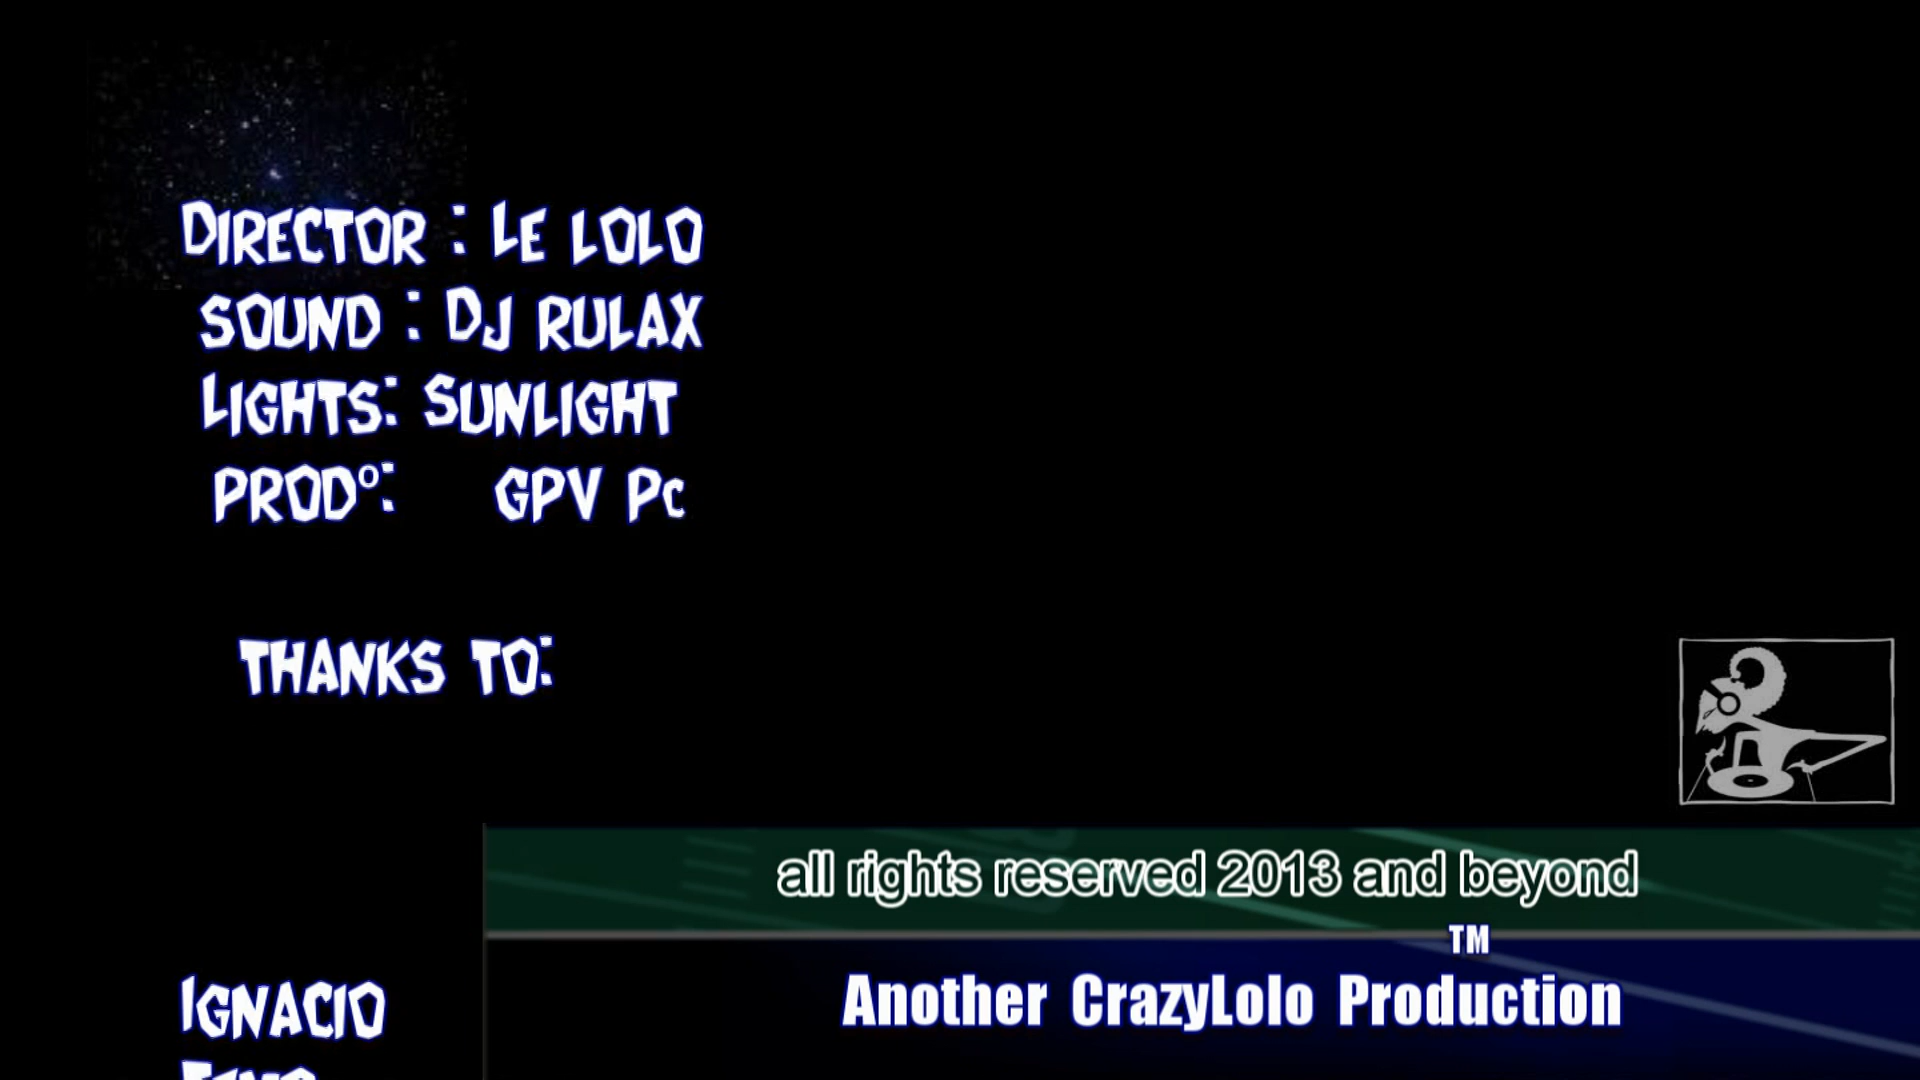 Director : Le lolo
sound : Dj rulax
Lights: Sunlight
prodº: GPV Pc
thanks to:
all rights reserved 2013 and beyond
TM
Another CrazyLolo Production
Ignacio